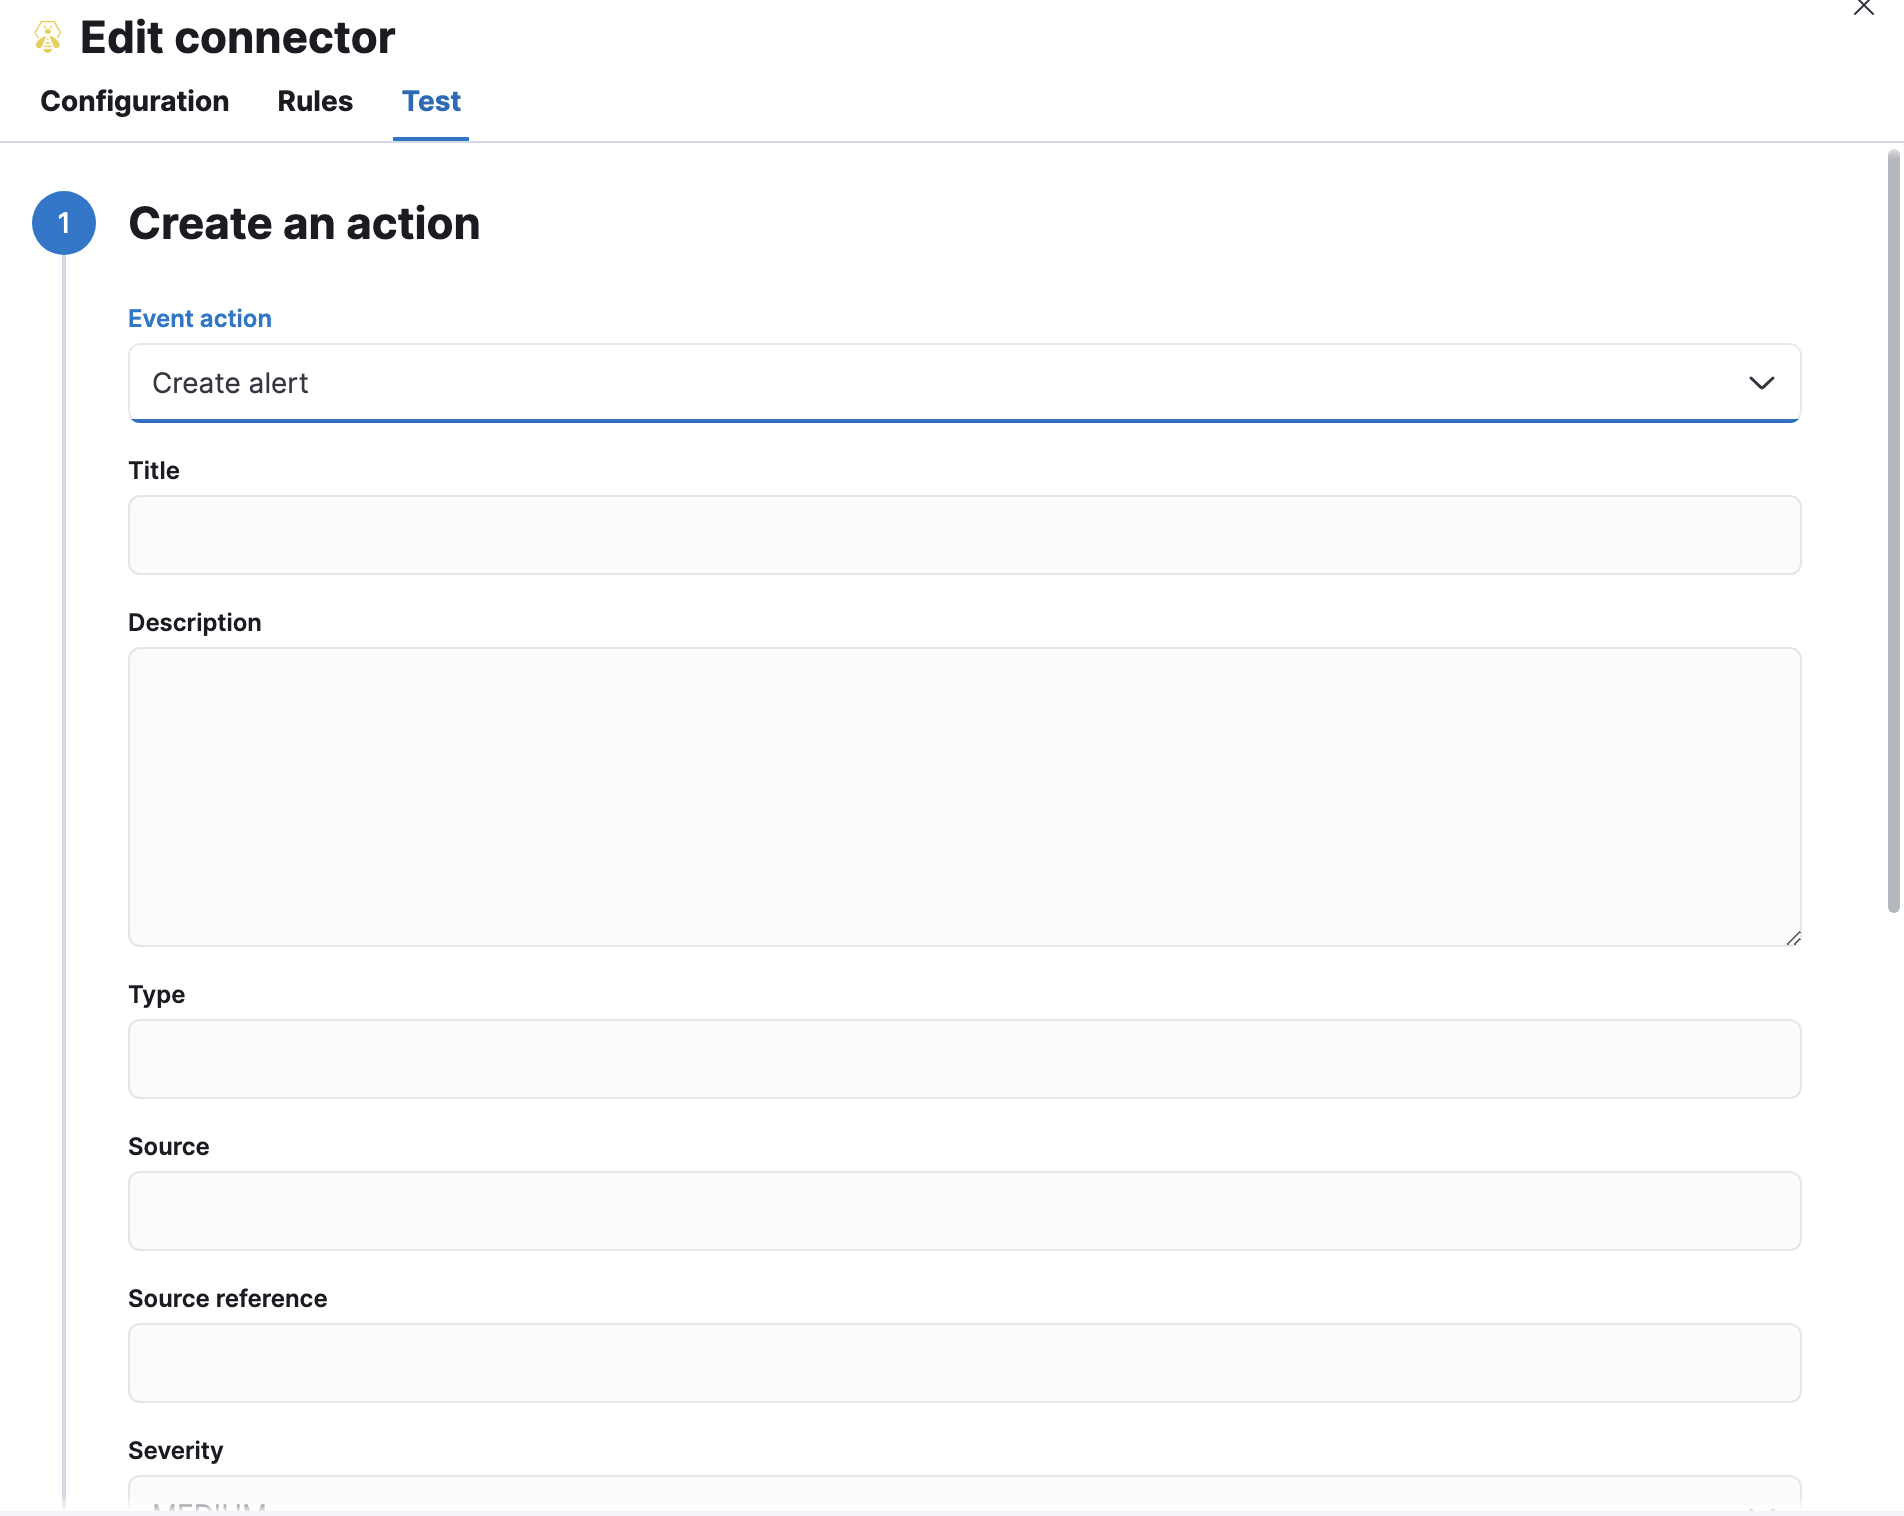 Edit connector
Configuration Rules Test
1 Create an action
Event action
Create alert
Title
Description
Type
Source
Source reference
Severity
MEDIUM